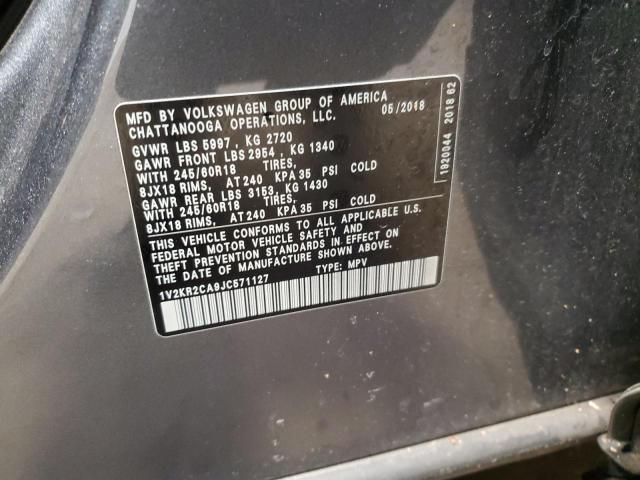 MFD BY VOLKSWAGEN GROUP OF AMERICA
CHATTANOOGA OPERATIONS, LLC. 05/2018
GVWR LBS 5997 , KG 2720
GAWR FRONT LBS 2954 , KG 1340
WITH 245/60R18 TIRES,
8JX18 RIMS, AT 240 KPA 35 PSI COLD
GAWR REAR LBS 3153, KG 1430
WITH 245/60R18 TIRES,
8JX18 RIMS, AT 240 KPA 35 PSI COLD
THIS VEHICLE CONFORMS TO ALL APPLICABLE U.S.
FEDERAL MOTOR VEHICLE SAFETY AND
THEFT PREVENTION STANDARDS IN EFFECT ON
THE DATE OF MANUFACTURE SHOWN ABOVE.
1V2KR2CA9JC571127 TYPE: MPV
1920044 2018 62